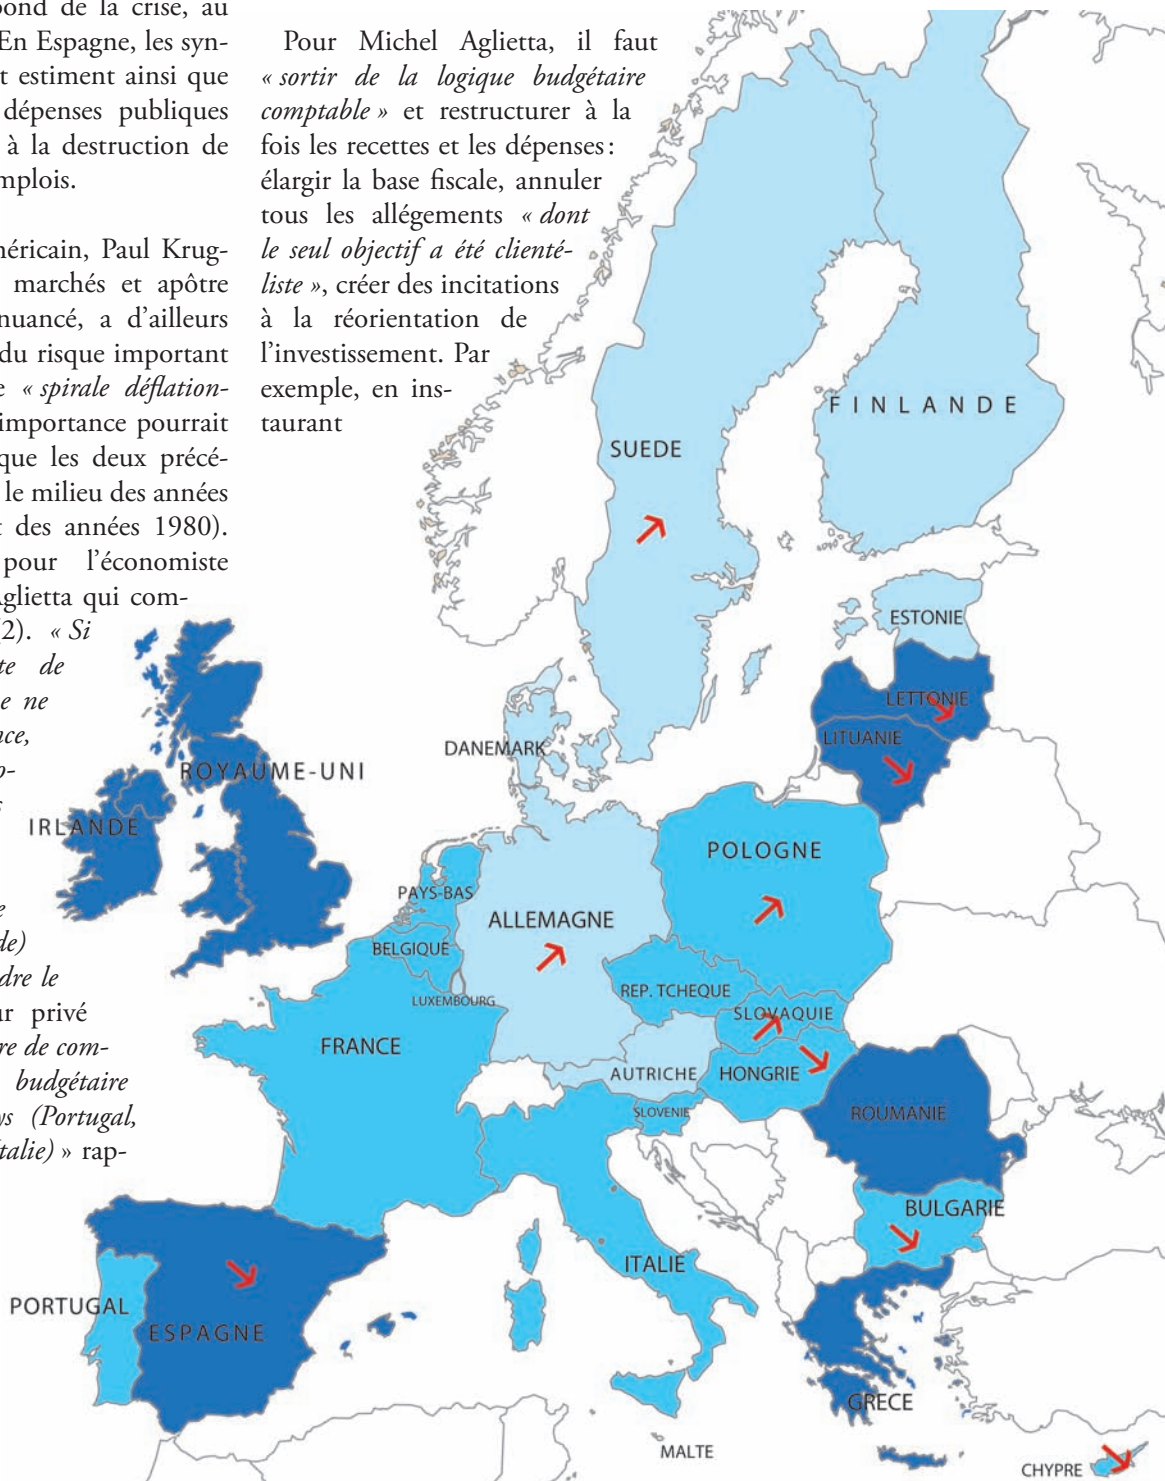 bond de la crise, au
En Espagne, les syn-
t estiment ainsi que
dépenses publiques
à la destruction de
mplois.
méricain, Paul Krug-
marchés et apôtre
nuancé, a d'ailleurs
du risque important
e « spirale déflation-
importance pourrait
que les deux précé-
le milieu des années
t des années 1980).
pour l'économiste
Aglietta qui com-
2). « Si
te de
e ne
nce,
o-
e
de)
dre le
ur privé
re de com-
budgétaire
ys (Portugal,
talie) » rap-
Pour Michel Aglietta, il faut
« sortir de la logique budgétaire
comptable » et restructurer à la
fois les recettes et les dépenses :
élargir la base fiscale, annuler
tous les allégements « dont
le seul objectif a été clienté-
liste », créer des incitations
à la réorientation de
l'investissement. Par
exemple, en ins-
taurant
FINLANDE
SUEDE
ESTONIE
LETTONIE
LITUANIE
DANEMARK
ROYAUME-UNI
IRLANDE
POLOGNE
PAYS-BAS
ALLEMAGNE
BELGIQUE
REP. TCHEQUE
LUXEMBOURG
SLOVAQUIE
FRANCE
AUTRICHE
HONGRIE
SLOVENIE
ROUMANIE
BULGARIE
ITALIE
PORTUGAL
ESPAGNE
GRECE
MALTE
CHYPRE